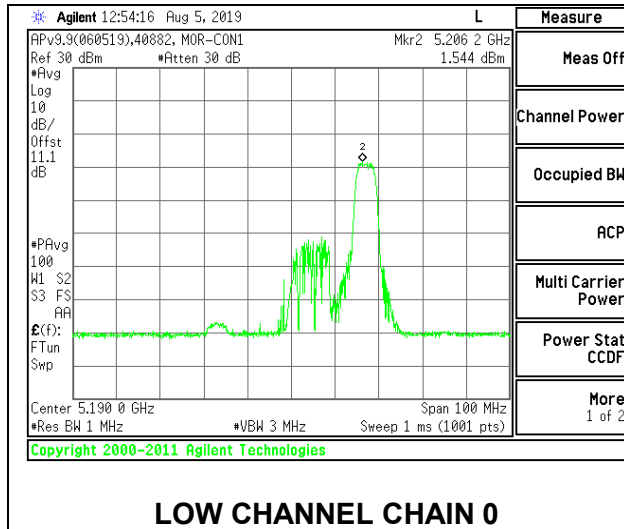 Agilent 12:54:16 Aug 5, 2019 L
Measure
APv9.9(060519),40882, MOR-CON1 Mkr2 5.206 2 GHz
Ref 30 dBm #Atten 30 dB 1.544 dBm
Meas Off
#Avg
Log
10
dB/
Offst
11.1
dB
2
Channel Power
Occupied BW
ACP
#PAvg
100
W1 S2
S3 FS
AA
£(f):
FTun
Swp
Multi Carrier
Power
Power Stat
CCDF
More
1 of 2
Center 5.190 0 GHz Span 100 MHz
#Res BW 1 MHz #VBW 3 MHz Sweep 1 ms (1001 pts)
Copyright 2000-2011 Agilent Technologies
LOW CHANNEL CHAIN 0